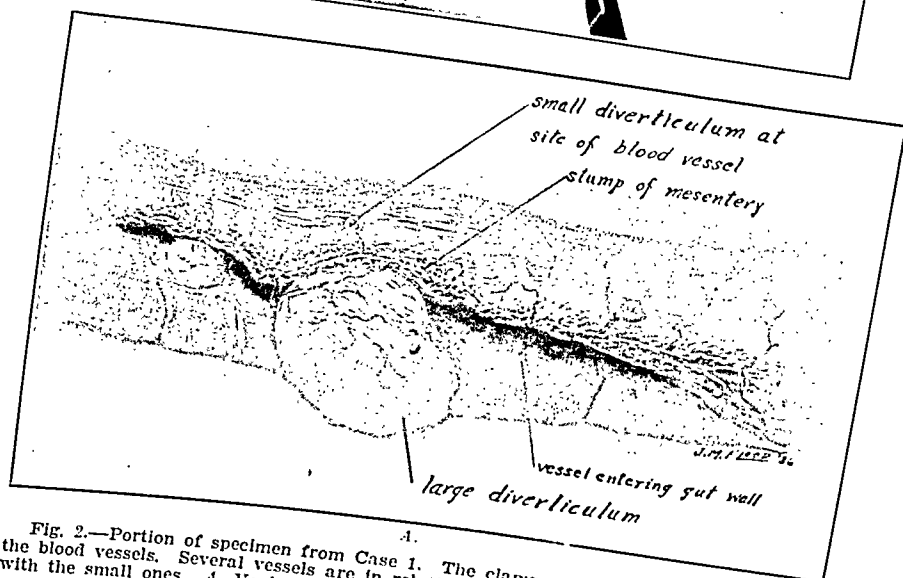 small diverticulum at
site of blood vessel
stump of mesentery
vessel entering gut wall
large diverticulum
A.
Fig. 2.—Portion of specimen from Case 1. The
the blood vessels. Several vessels are in
with the small ones. A.